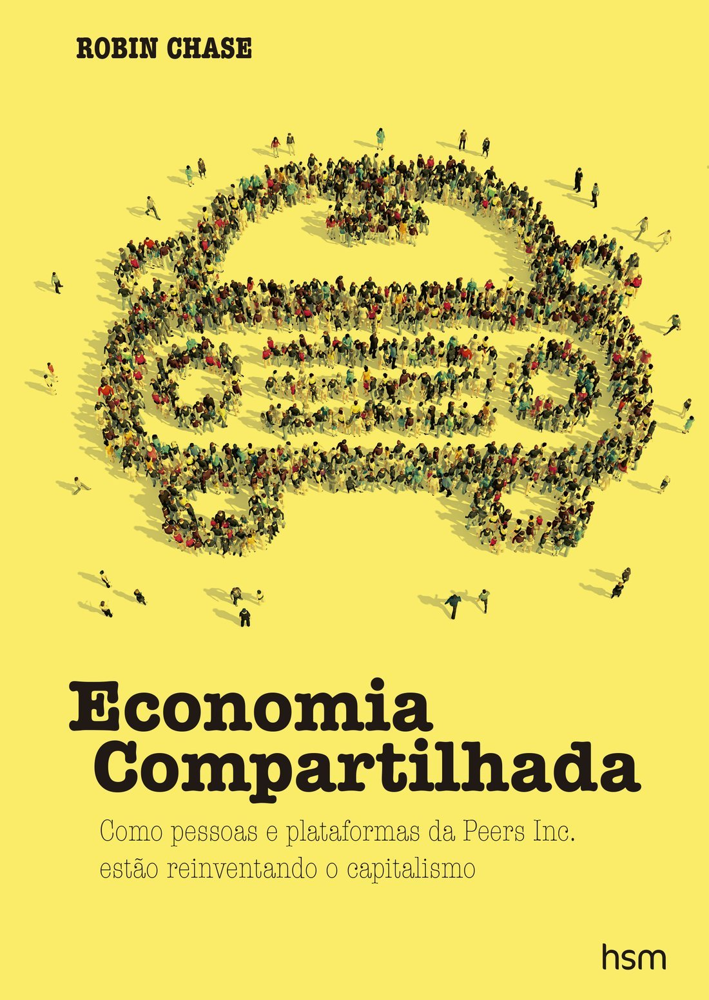 ROBIN CHASE
Economia
Compartilhada
Como pessoas e plataformas da Peers Inc.
estão reinventando o capitalismo
hsm